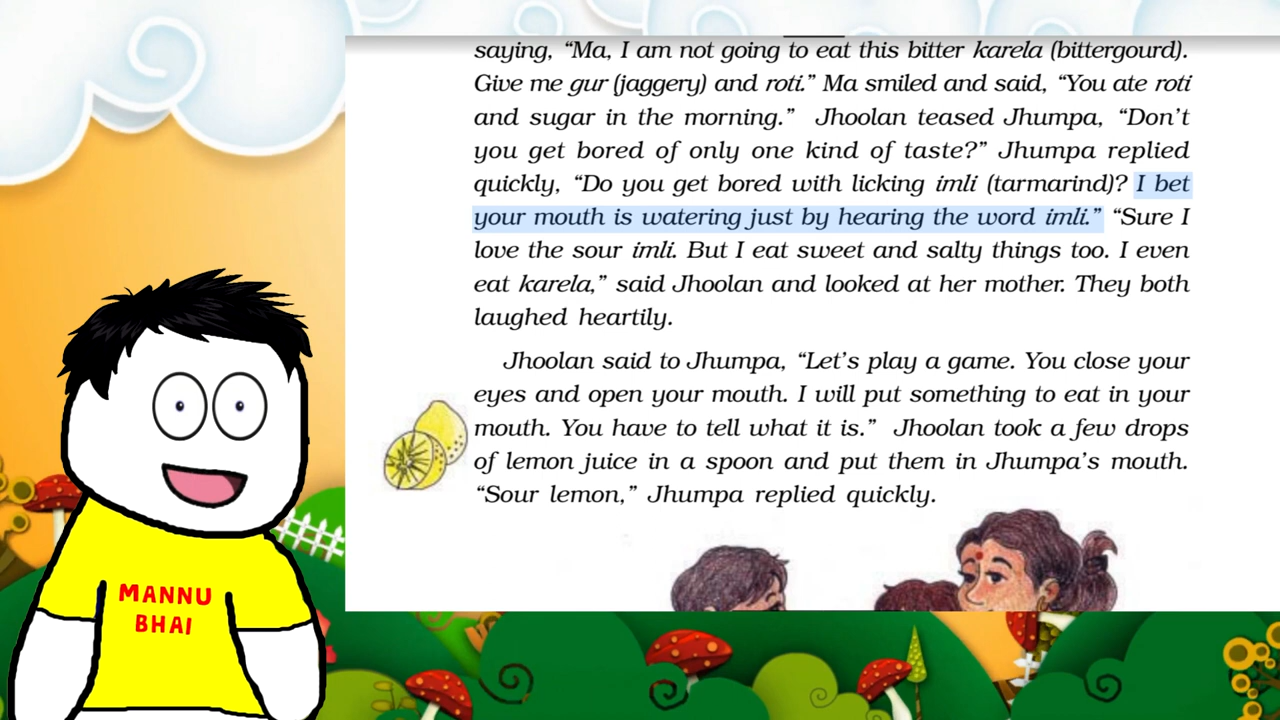 saying, “Ma, I am not going to eat this bitter karela (bittergourd).
Give me gur (jaggery) and roti.” Ma smiled and said, “You ate roti
and sugar in the morning.” Jhoolan teased Jhumpa, “Don’t
you get bored of only one kind of taste?” Jhumpa replied
quickly, “Do you get bored with licking imli (tarmarind)? I bet
your mouth is watering just by hearing the word imli.” “Sure I
love the sour imli. But I eat sweet and salty things too. I even
eat karela,” said Jhoolan and looked at her mother. They both
laughed heartily.
Jhoolan said to Jhumpa, “Let’s play a game. You close your
eyes and open your mouth. I will put something to eat in your
mouth. You have to tell what it is.” Jhoolan took a few drops
of lemon juice in a spoon and put them in Jhumpa’s mouth.
“Sour lemon,” Jhumpa replied quickly.
MANNU
BHAI